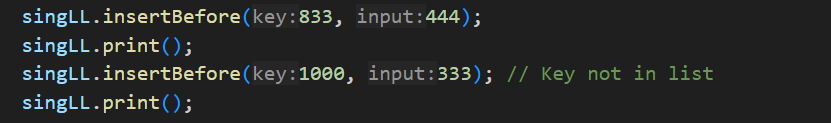 singLL.insertBefore(key:833, input:444);
singLL.print();
singLL.insertBefore(key:1000, input:333); // Key not in list
singLL.print();